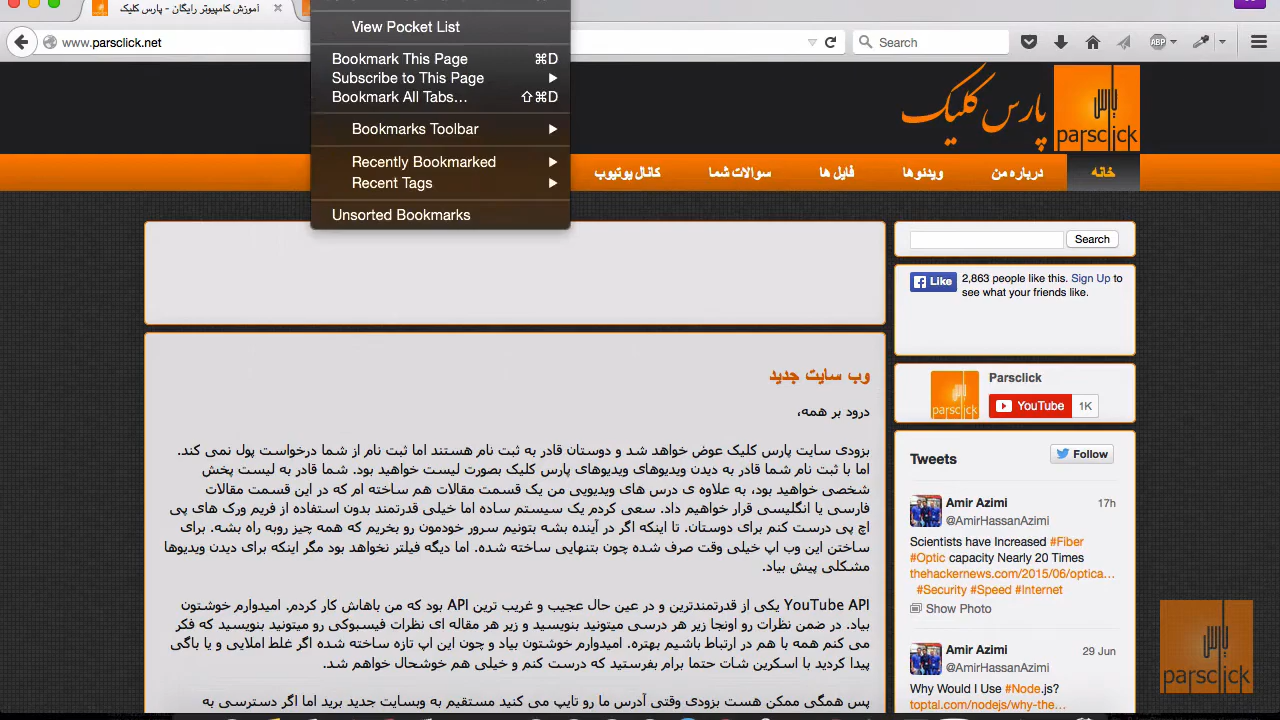 آموزش کامپیوتر رایگان - پارس کلیک
View Pocket List
www.parsclick.net
Search
ABP
Bookmark This Page ⌘D
Subscribe to This Page
Bookmark All Tabs... ⇧⌘D
Bookmarks Toolbar
Recently Bookmarked
Recent Tags
Unsorted Bookmarks
پارس کلیک
پارس
parsclick
خانه
درباره من
ویدئوها
فایل ها
سوالات شما
کانال یوتیوب
Search
Like
2,863 people like this. Sign Up to
see what your friends like.
وب سایت جدید
درود بر همه،
بزودی سایت پارس کلیک عوض خواهد شد و دوستان قادر به ثبت نام هستند اما ثبت نام از شما درخواست پول نمی کند.
اما با ثبت نام شما قادر به دیدن ویدیوهای ویدیوهای پارس کلیک بصورت لیست خواهید بود. شما قادر به لیست پخش
شخصی خواهید بود، به علاوه ی درس های ویدیویی من یک قسمت مقالات هم ساخته ام که در این قسمت مقالات
فارسی یا انگلیسی قرار خواهیم داد. سعی کردم یک سیستم ساده اما خیلی قدرتمند بدون استفاده از فریم ورک های پی
اچ پی درست کنم برای دوستان. تا اینکه اگر در آینده بشه بتونیم سرور خودمون رو بخریم که همه چیز روبه راه بشه. برای
ساختن این وب اپ خیلی وقت صرف شده چون بتنهایی ساخته شده. اما دیگه فیلتر نخواهد بود مگر اینکه برای دیدن ویدیوها
مشکلی پیش بیاد.
YouTube API یکی از قدرتمندترین و در عین حال عجیب و غریب ترین API بود که من باهاش کار کردم. امیدوارم خوشتون
بیاد. در ضمن نظرات رو اونجا زیر هر درسی میتونید بنویسید و زیر هر مقاله ای نظرات فیسبوکی رو میتونید بنویسید که فکر
می کنم همه با هم در ارتباط باشیم بهتره. امیدوارم خوشتون بیاد و چون این اپ تازه ساخته شده اگر غلط املایی و یا باگی
پیدا کردید با اسکرین شات حتما برام بفرستید که درست کنم و خیلی هم خوشحال خواهم شد.
پس همگی ممکن هست بزودی وقتی آدرس ما رو تایپ می کنید مستقیم به وبسایت جدید برید اما اگر دسترسی به
Parsclick
parsclick
YouTube 1K
Tweets
Follow
Amir Azimi 17h
@AmirHassanAzimi
Scientists have Increased #Fiber
#Optic capacity Nearly 20 Times
thehackernews.com/2015/06/optica...
#Security #Speed #Internet
Show Photo
Amir Azimi 29 Jun
@AmirHassanAzimi
Why Would I Use #Node.js?
toptal.com/nodejs/why-the...
پارس
parsclick